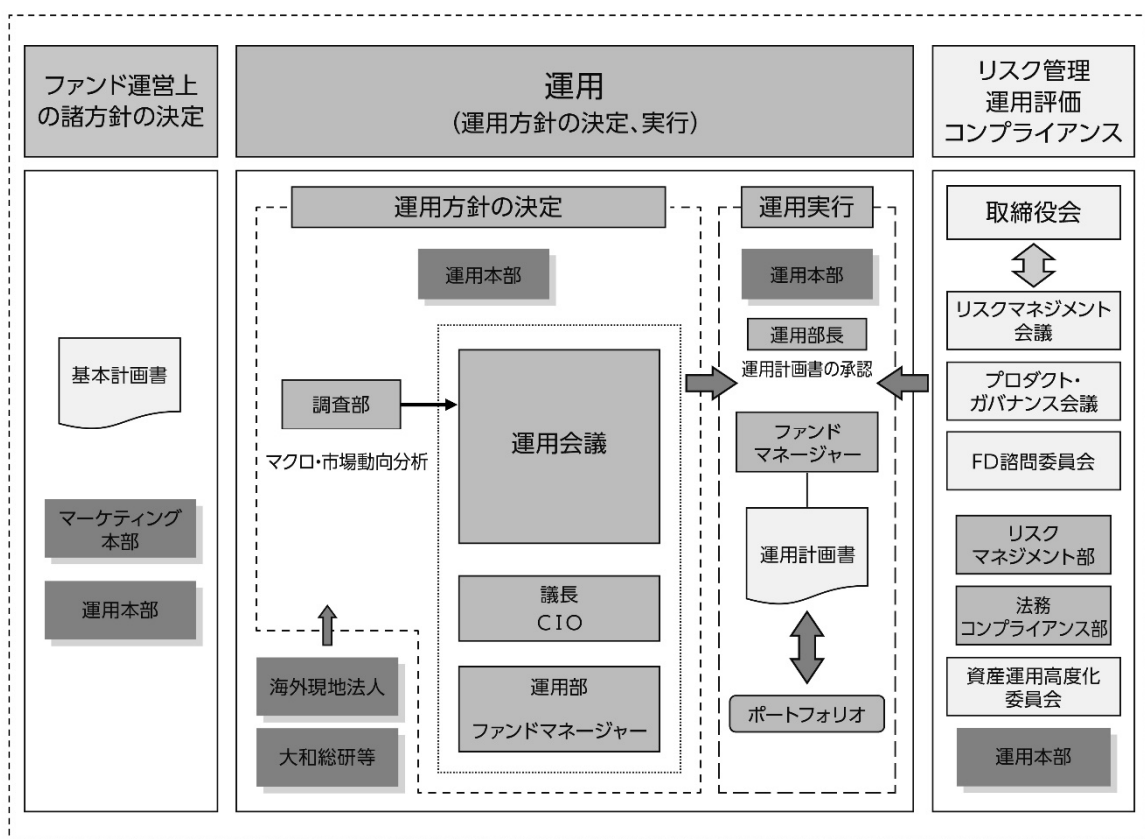 ファンド運営上
の諸方針の決定
運用
(運用方針の決定、実行)
リスク管理
運用評価
コンプライアンス
基本計画書
マーケティング
本部
運用本部
運用方針の決定
運用本部
調査部
マクロ・市場動向分析
運用会議
議長
CIO
運用部
ファンドマネージャー
海外現地法人
大和総研等
運用実行
運用本部
運用部長
運用計画書の承認
ファンド
マネージャー
運用計画書
ポートフォリオ
取締役会
リスクマネジメント
会議
プロダクト・
ガバナンス会議
FD諮問委員会
リスク
マネジメント部
法務
コンプライアンス部
資産運用高度化
委員会
運用本部